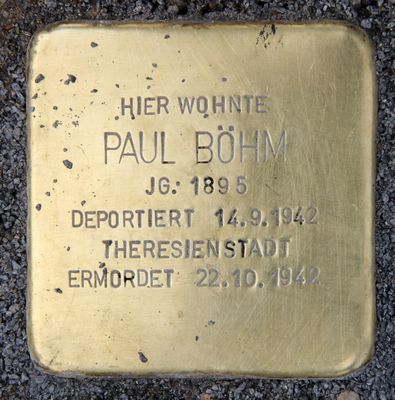 HIER WOHNTE
PAUL BÖHM
JG. 1895
DEPORTIERT 14.9.1942
THERESIENSTADT
ERMORDET 22.10.1942